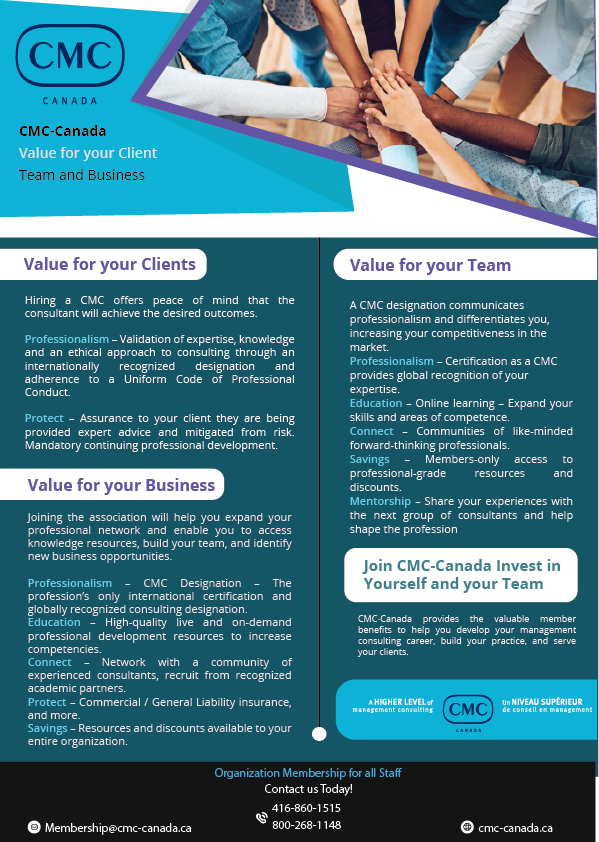 CMC
CANADA
CMC-Canada
Value for your Client
Team and Business
Value for your Clients
Hiring a CMC offers peace of mind that the
consultant will achieve the desired outcomes.
Professionalism – Validation of expertise, knowledge
and an ethical approach to consulting through an
internationally recognized designation and
adherence to a Uniform Code of Professional
Conduct.
Protect – Assurance to your client they are being
provided expert advice and mitigated from risk.
Mandatory continuing professional development.
Value for your Business
Joining the association will help you expand your
professional network and enable you to access
knowledge resources, build your team, and identify
new business opportunities.
Professionalism – CMC Designation – The
profession's only international certification and
globally recognized consulting designation.
Education – High-quality live and on-demand
professional development resources to increase
competencies.
Connect – Network with a community of
experienced consultants, recruit from recognized
academic partners.
Protect – Commercial / General Liability insurance,
and more.
Savings – Resources and discounts available to your
entire organization.
Value for your Team
A CMC designation communicates
professionalism and differentiates you,
increasing your competitiveness in the
market.
Professionalism – Certification as a CMC
provides global recognition of your
expertise.
Education – Online learning – Expand your
skills and areas of competence.
Connect – Communities of like-minded
forward-thinking professionals.
Savings – Members-only access to
professional-grade resources and
discounts.
Mentorship – Share your experiences with
the next group of consultants and help
shape the profession
Join CMC-Canada Invest in
Yourself and your Team
CMC-Canada provides the valuable member
benefits to help you develop your management
consulting career, build your practice, and serve
your clients.
A HIGHER LEVEL of
management consulting
CMC
CANADA
Un NIVEAU SUPÉRIEUR
de conseil en management
Organization Membership for all Staff
Contact us Today!
416-860-1515
800-268-1148
Membership@cmc-canada.ca
cmc-canada.ca